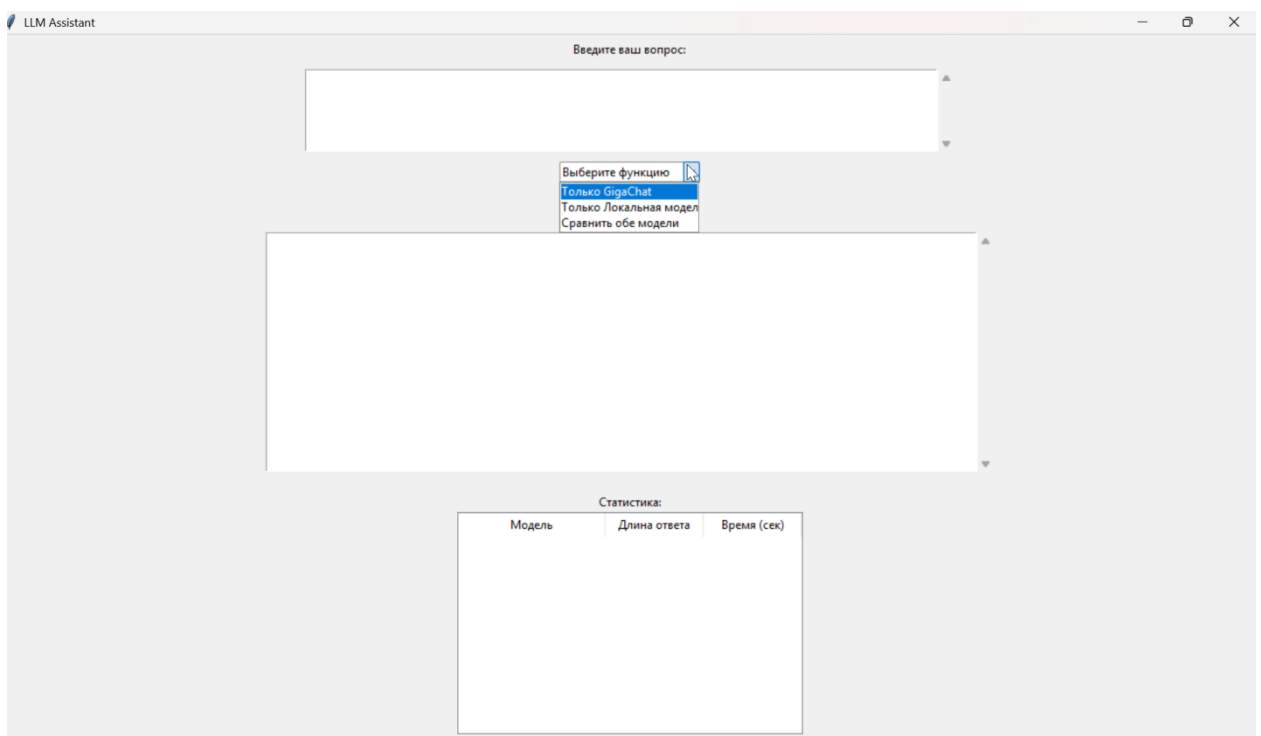 LLM Assistant
Введите ваш вопрос:
Выберите функцию
Только GigaChat
Только Локальная модел
Сравнить обе модели
Статистика:
Модель Длина ответа Время (сек)